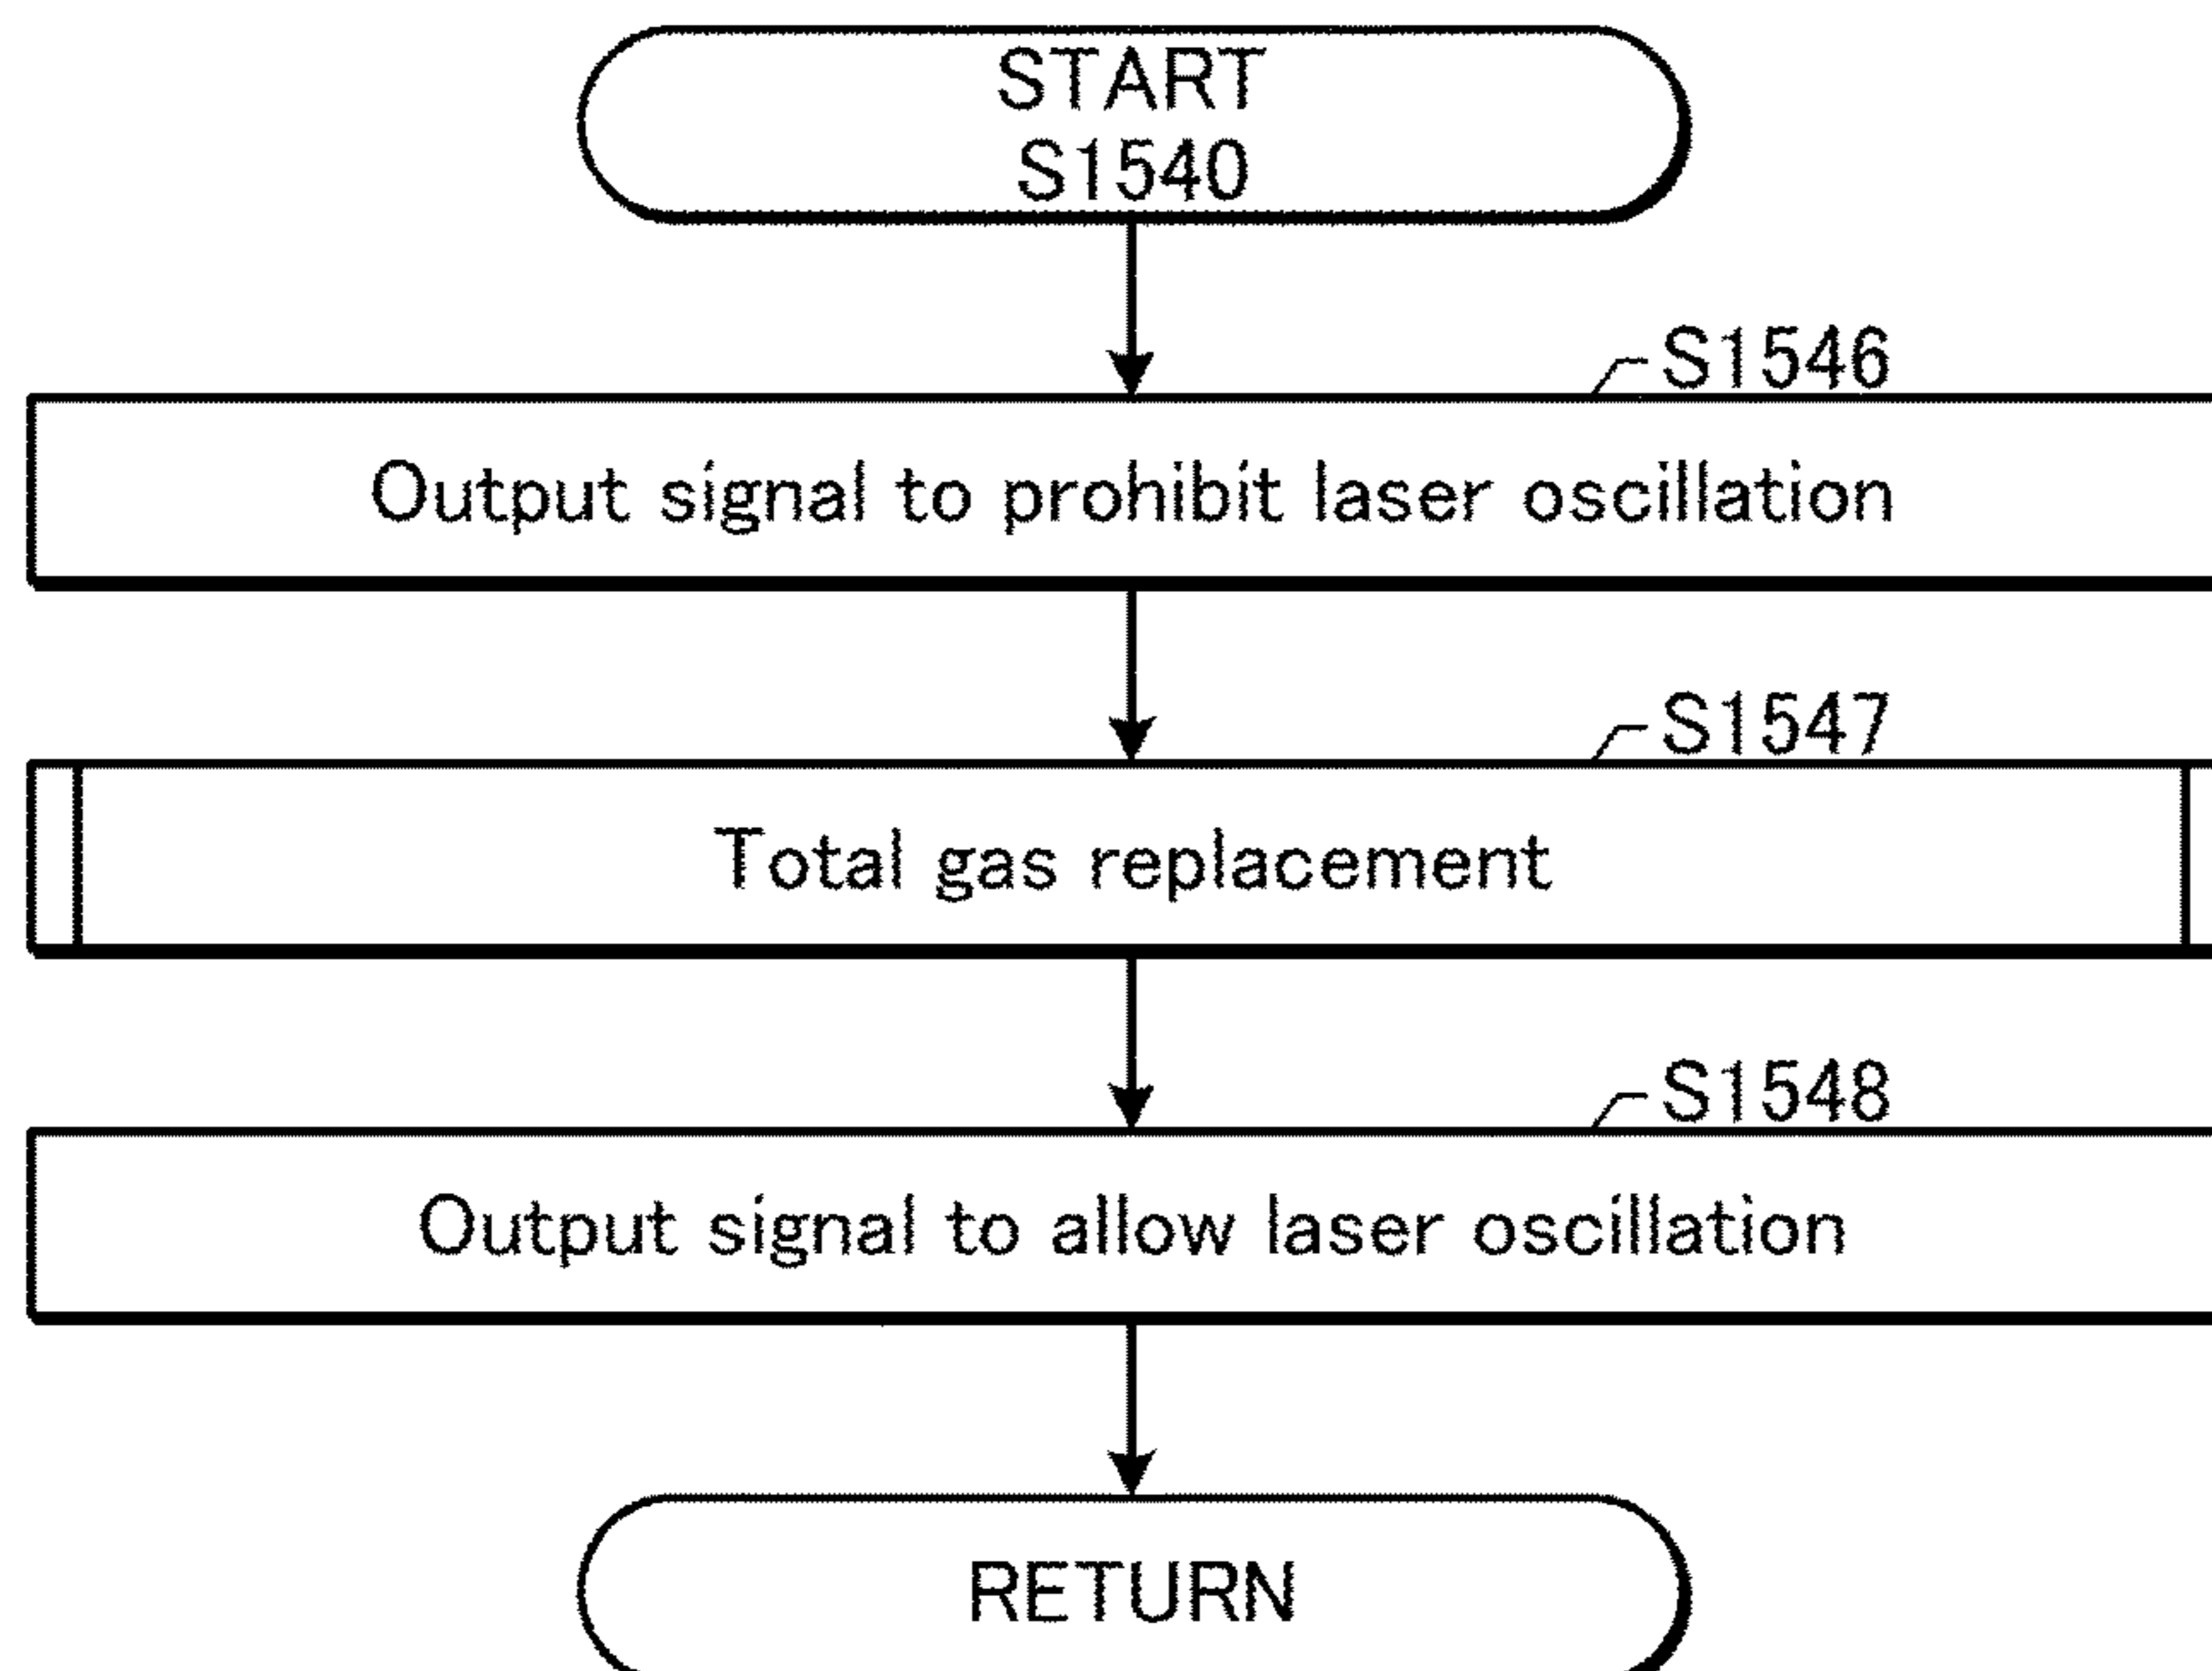 START
S1540
S1546
Output signal to prohibit laser oscillation
S1547
Total gas replacement
S1548
Output signal to allow laser oscillation
RETURN